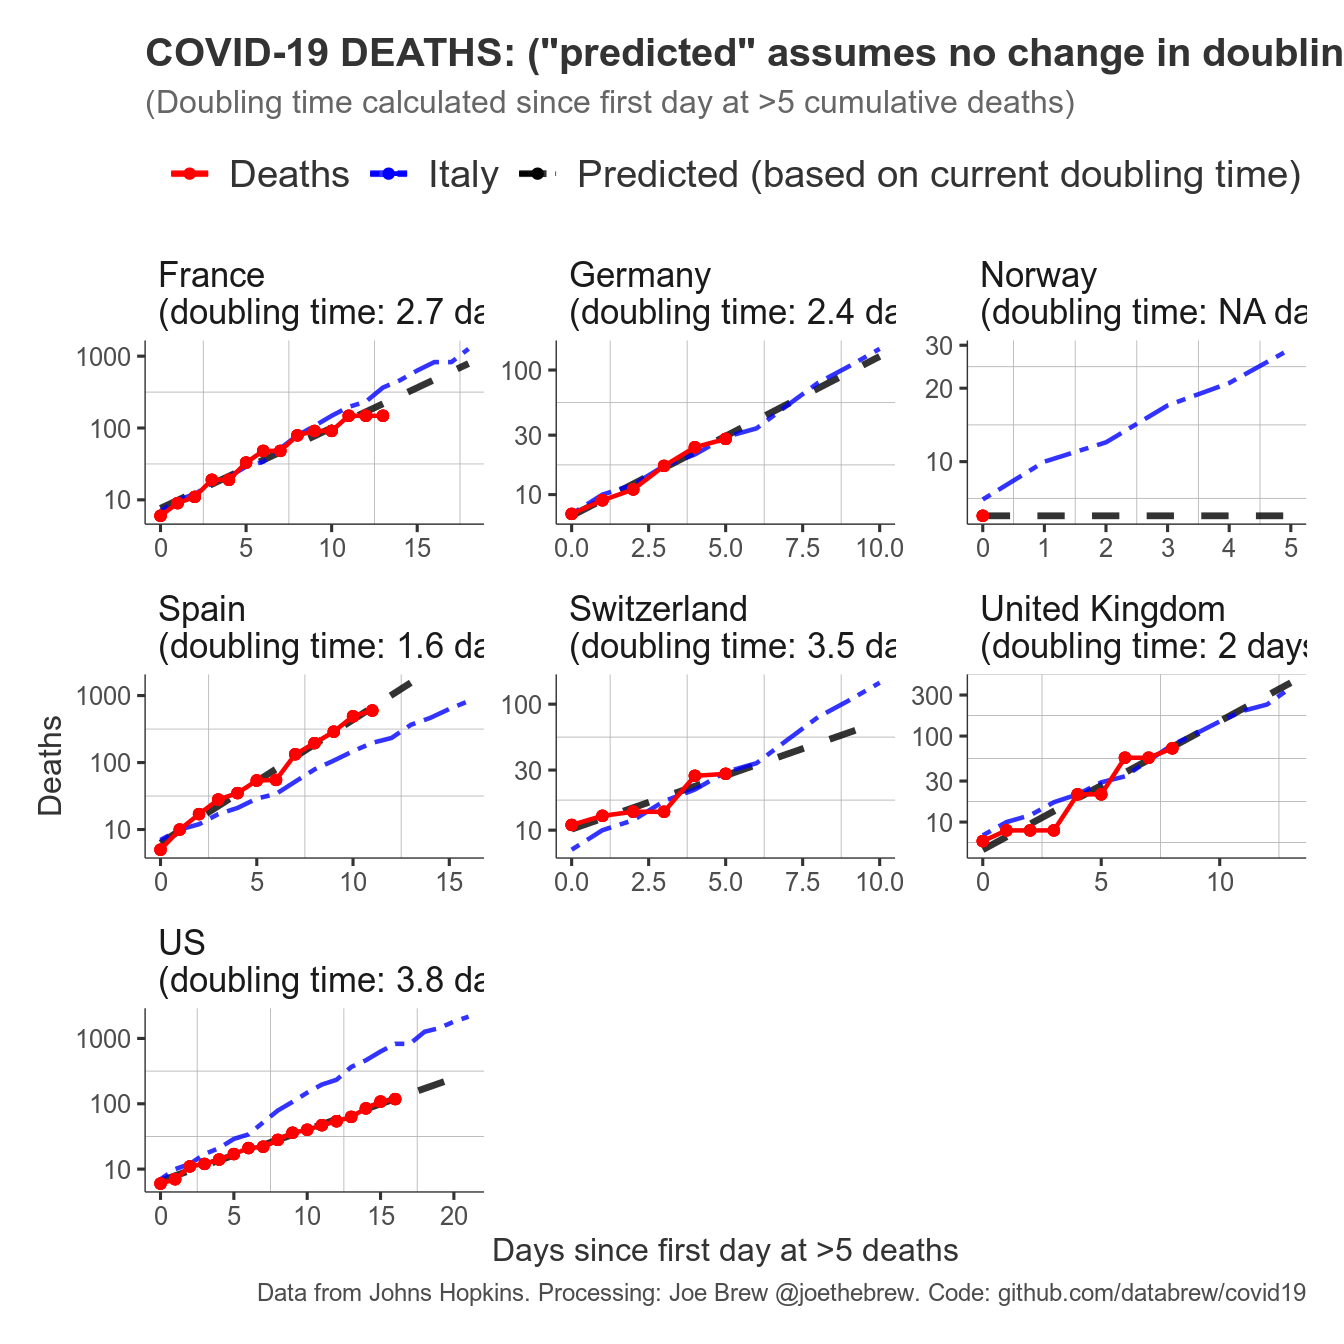 COVID-19 DEATHS: ("predicted" assumes no change in doublin
(Doubling time calculated since first day at >5 cumulative deaths)
Deaths Italy Predicted (based on current doubling time)
France
(doubling time: 2.7 da
1000
100
10
0 5 10 15
Germany
(doubling time: 2.4 da
100
30
10
0.0 2.5 5.0 7.5 10.0
Norway
(doubling time: NA da
30
20
10
0 1 2 3 4 5
Spain
(doubling time: 1.6 da
1000
100
10
0 5 10 15
Switzerland
(doubling time: 3.5 da
100
30
10
0.0 2.5 5.0 7.5 10.0
United Kingdom
(doubling time: 2 days
300
100
30
10
0 5 10
US
(doubling time: 3.8 da
1000
100
10
0 5 10 15 20
Deaths
Days since first day at >5 deaths
Data from Johns Hopkins. Processing: Joe Brew @joethebrew. Code: github.com/databrew/covid19